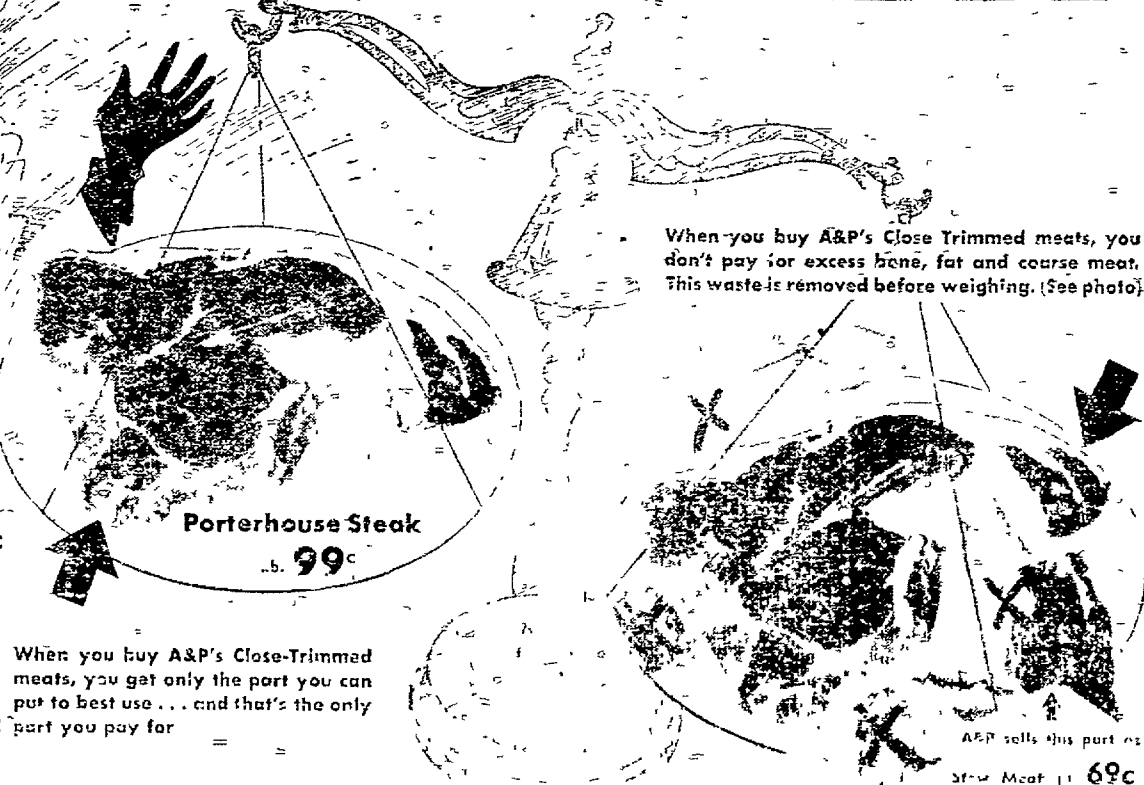 When you buy A&P's Close Trimmed meats, you
don't pay for excess bone, fat and coarse meat.
This waste is removed before weighing. (See photo)
Porterhouse Steak
lb. 99c
When you buy A&P's Close-Trimmed
meats, you get only the part you can
put to best use ... and that's the only
part you pay for
A&P sells this part as
Stew Meat 69c